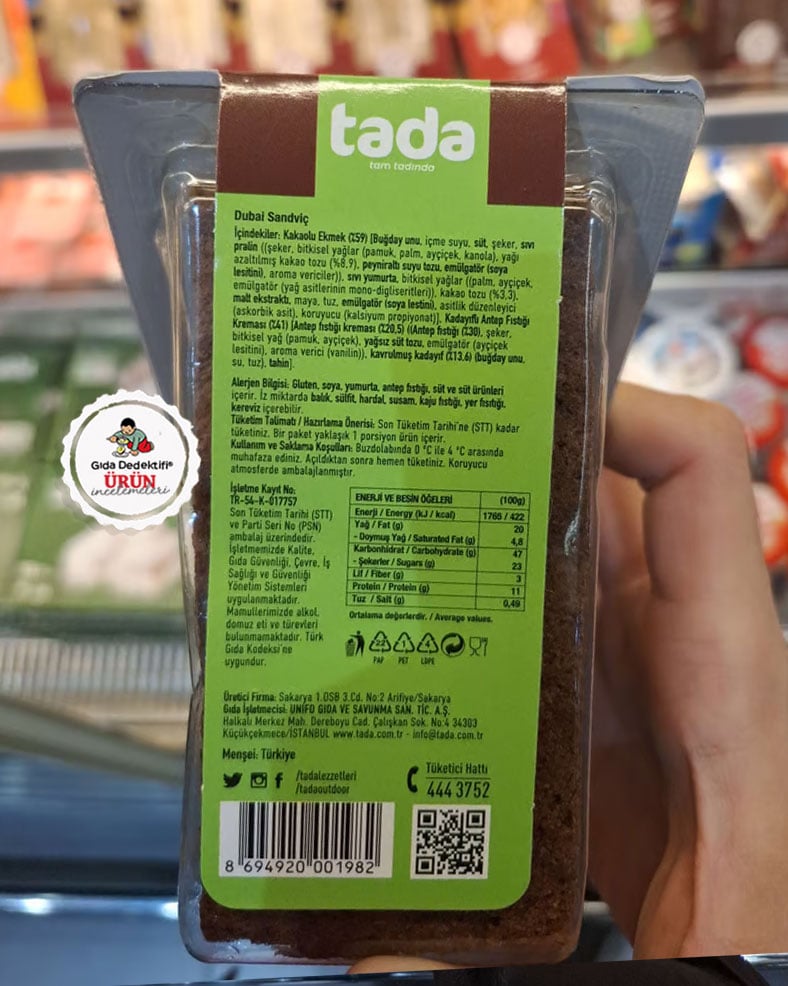 tada
tam tadında
Dubai Sandviç
İçindekiler: Kakaolu Ekmek (%59) [Buğday unu, içme suyu, süt, şeker, sıvı
pralin ((şeker, bitkisel yağlar (pamuk, palm, ayçiçek, kanola), yağı
azaltılmış kakao tozu (%8,9), peyniraltı suyu tozu, emülgatör (soya
lesitini), aroma vericiler)), sıvı yumurta, bitkisel yağlar ((palm, ayçiçek,
emülgatör (yağ asitlerinin mono-digliseritleri)), kakao tozu (%3,3),
malt ekstraktı, maya, tuz, emülgatör (soya lesitini), asitlik düzenleyici
(askorbik asit), koruyucu (kalsiyum propiyonat)], Kadayıflı Antep Fıstığı
Kreması (%41) [Antep fıstığı kreması (%20,5) ((Antep fıstığı (%30), şeker,
bitkisel yağ (pamuk, ayçiçek), yağsız süt tozu, emülgatör (ayçiçek
lesitini), aroma verici (vanilin)), kavrulmuş kadayıf (%13,6) (buğday unu,
su, tuz), tahin].
Alerjen Bilgisi: Gluten, soya, yumurta, antep fıstığı, süt ve süt ürünleri
içerir. İz miktarda balık, sülfit, hardal, susam, kaju fıstığı, yer fıstığı,
kereviz içerebilir.
Tüketim Talimatı / Hazırlama Önerisi: Son Tüketim Tarihi'ne (STT) kadar
tüketiniz. Bir paket yaklaşık 1 porsiyon ürün içerir.
Kullanım ve Saklama Koşulları: Buzdolabında 0 °C ile 4 °C arasında
muhafaza ediniz. Açıldıktan sonra hemen tüketiniz. Koruyucu
atmosferde ambalajlanmıştır.
Gıda Dedektifi®
ÜRÜN
incelemeleri
İşletme Kayıt No:
TR-54-K-017757
Son Tüketim Tarihi (STT)
ve Parti Seri No (PSN)
ambalaj üzerindedir.
İşletmemizde Kalite,
Gıda Güvenliği, Çevre, İş
Sağlığı ve Güvenliği
Yönetim Sistemleri
uygulanmaktadır.
Mamullerimizde alkol,
domuz eti ve türevleri
bulunmamaktadır. Türk
Gıda Kodeksi'ne
uygundur.
ENERJİ VE BESİN ÖĞELERİ (100g)
Enerji / Energy (kJ / kcal) 1765 / 422
Yağ / Fat (g) 20
- Doymuş Yağ / Saturated Fat (g) 4,8
Karbonhidrat / Carbohydrate (g) 47
- Şekerler / Sugars (g) 23
Lif / Fiber (g) 3
Protein / Protein (g) 11
Tuz / Salt (g) 0,49
Ortalama değerlerdir. / Average values.
22 1 4
PAP PET LDPE
Üretici Firma: Sakarya 1.OSB 3.Cd. No:2 Arifiye/Sakarya
Gıda İşletmecisi: UNIFO GIDA VE SAVUNMA SAN. TİC. A.Ş.
Halkalı Merkez Mah. Dereboyu Cad. Çalışkan Sok. No:4 34303
Küçükçekmece/İSTANBUL www.tada.com.tr - info@tada.com.tr
Menşei: Türkiye
/tadalezzetleri
/tadaoutdoor
Tüketici Hattı
444 3752
8 694920 001982